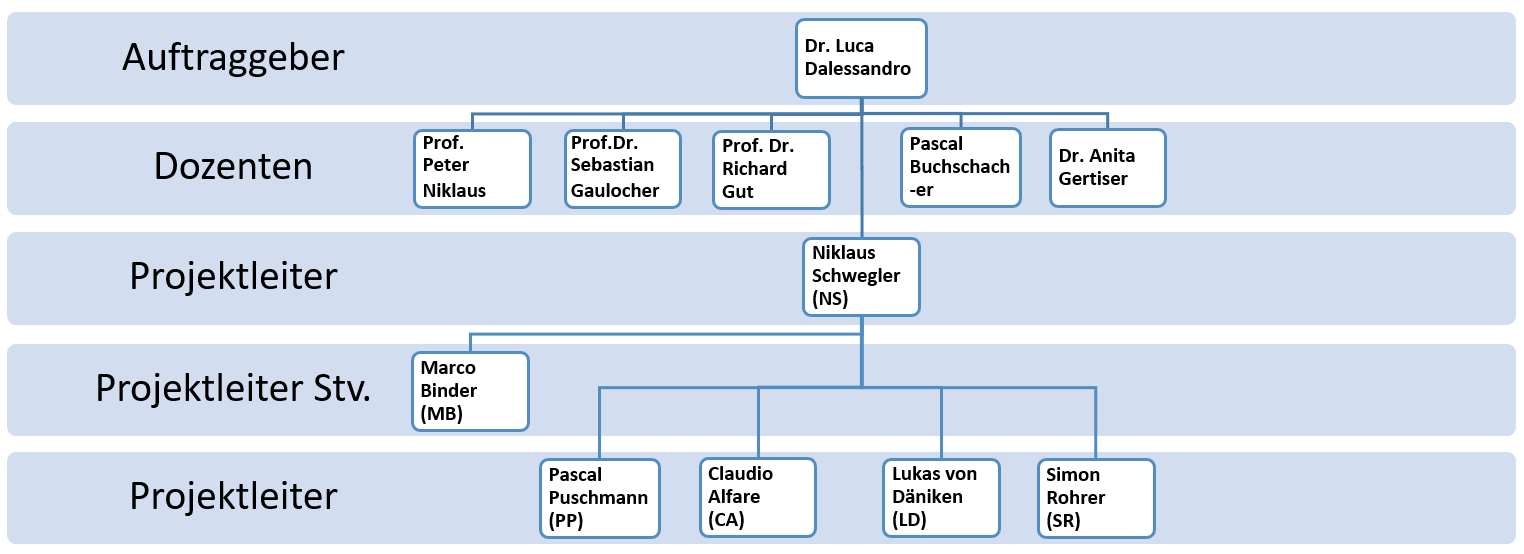 Auftraggeber
Dr. Luca
Dalessandro
Dozenten
Prof.
Peter
Niklaus
Prof.Dr.
Sebastian
Gaulocher
Prof. Dr.
Richard
Gut
Pascal
Buchschach
-er
Dr. Anita
Gertiser
Projektleiter
Niklaus
Schwegler
(NS)
Projektleiter Stv.
Marco
Binder
(MB)
Projektleiter
Pascal
Puschmann
(PP)
Claudio
Alfare
(CA)
Lukas von
Däniken
(LD)
Simon
Rohrer
(SR)